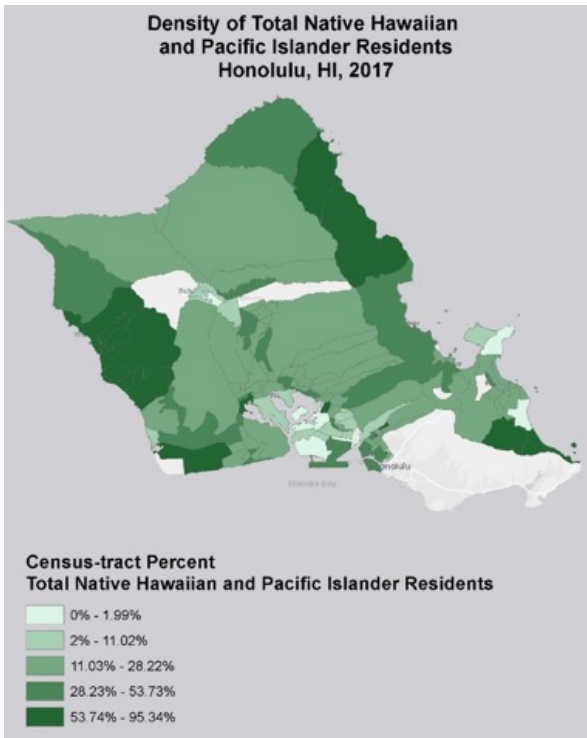 Density of Total Native Hawaiian
and Pacific Islander Residents
Honolulu, HI, 2017
Mamala Bay
Census-tract Percent
Total Native Hawaiian and Pacific Islander Residents
0% - 1.99%
2% - 11.02%
11.03% - 28.22%
28.23% - 53.73%
53.74% - 95.34%